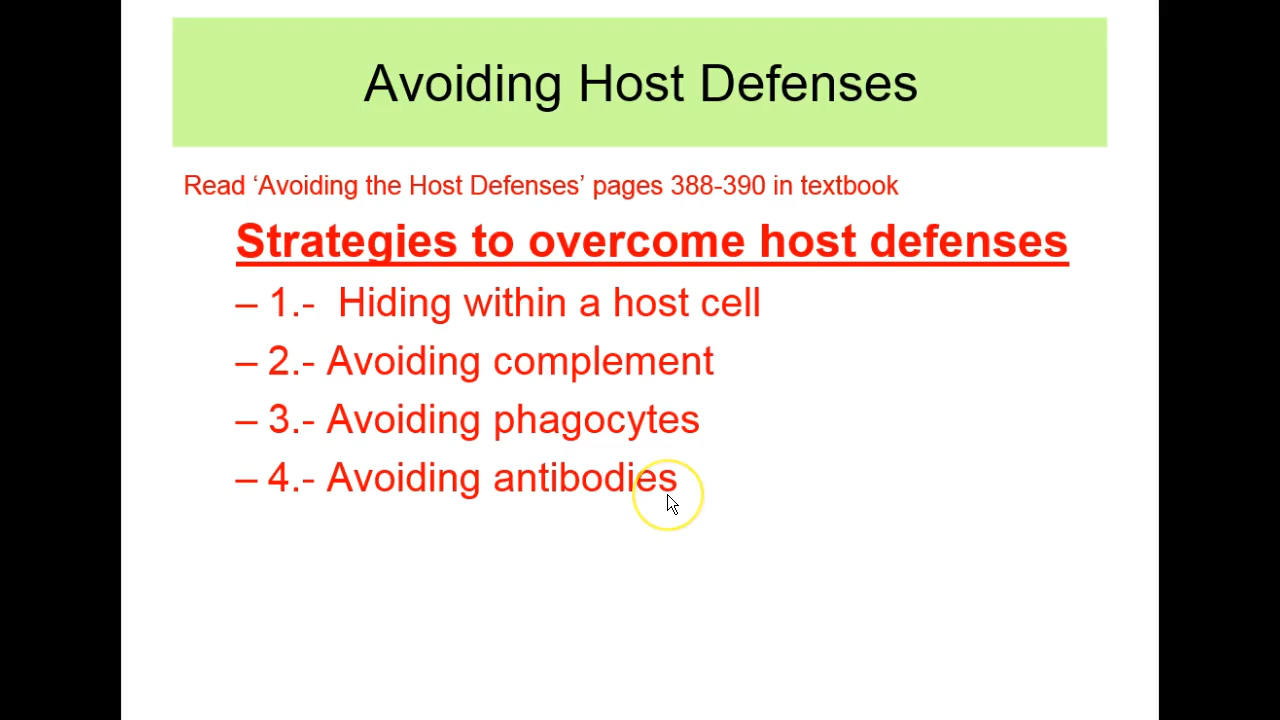 Avoiding Host Defenses
Read ‘Avoiding the Host Defenses’ pages 388-390 in textbook
Strategies to overcome host defenses
– 1.- Hiding within a host cell
– 2.- Avoiding complement
– 3.- Avoiding phagocytes
– 4.- Avoiding antibodies